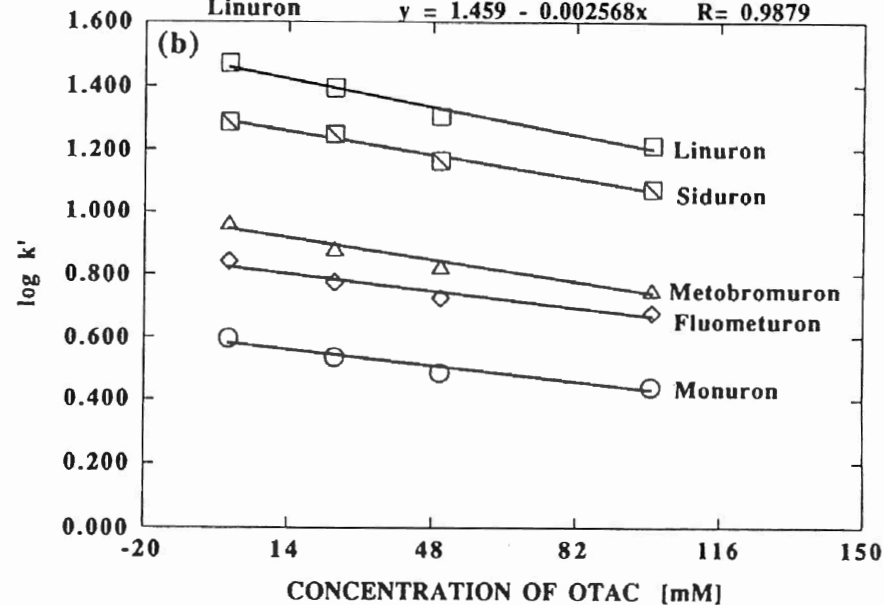 Linuron y = 1.459 - 0.002568x R= 0.9879
1.600
(b)
1.400
1.200
1.000
0.800
0.600
0.400
0.200
0.000
log k'
Linuron
Siduron
Metobromuron
Fluometuron
Monuron
-20 14 48 82 116 150
CONCENTRATION OF OTAC [mM]